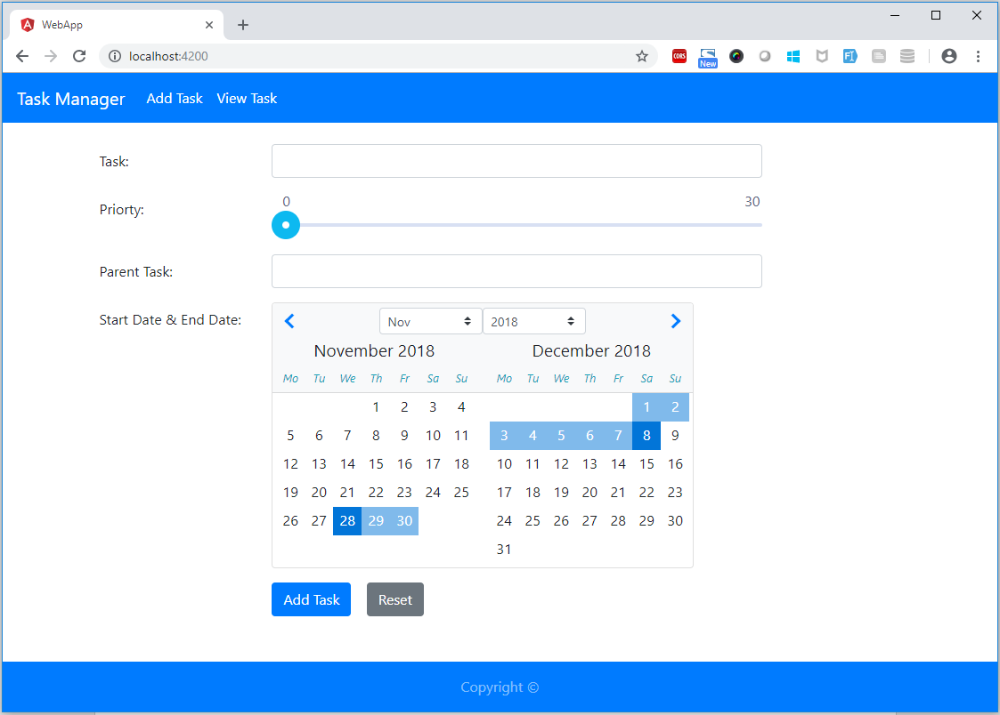 WebApp
localhost:4200
CORS
New
Task Manager Add Task View Task
Task:
0 30
Priorty:
Parent Task:
Start Date & End Date:
Nov 2018
November 2018 December 2018
Mo Tu We Th Fr Sa Su Mo Tu We Th Fr Sa Su
1 2 3 4 1 2
5 6 7 8 9 10 11 3 4 5 6 7 8 9
12 13 14 15 16 17 18 10 11 12 13 14 15 16
19 20 21 22 23 24 25 17 18 19 20 21 22 23
26 27 28 29 30 24 25 26 27 28 29 30
31
Add Task Reset
Copyright ©